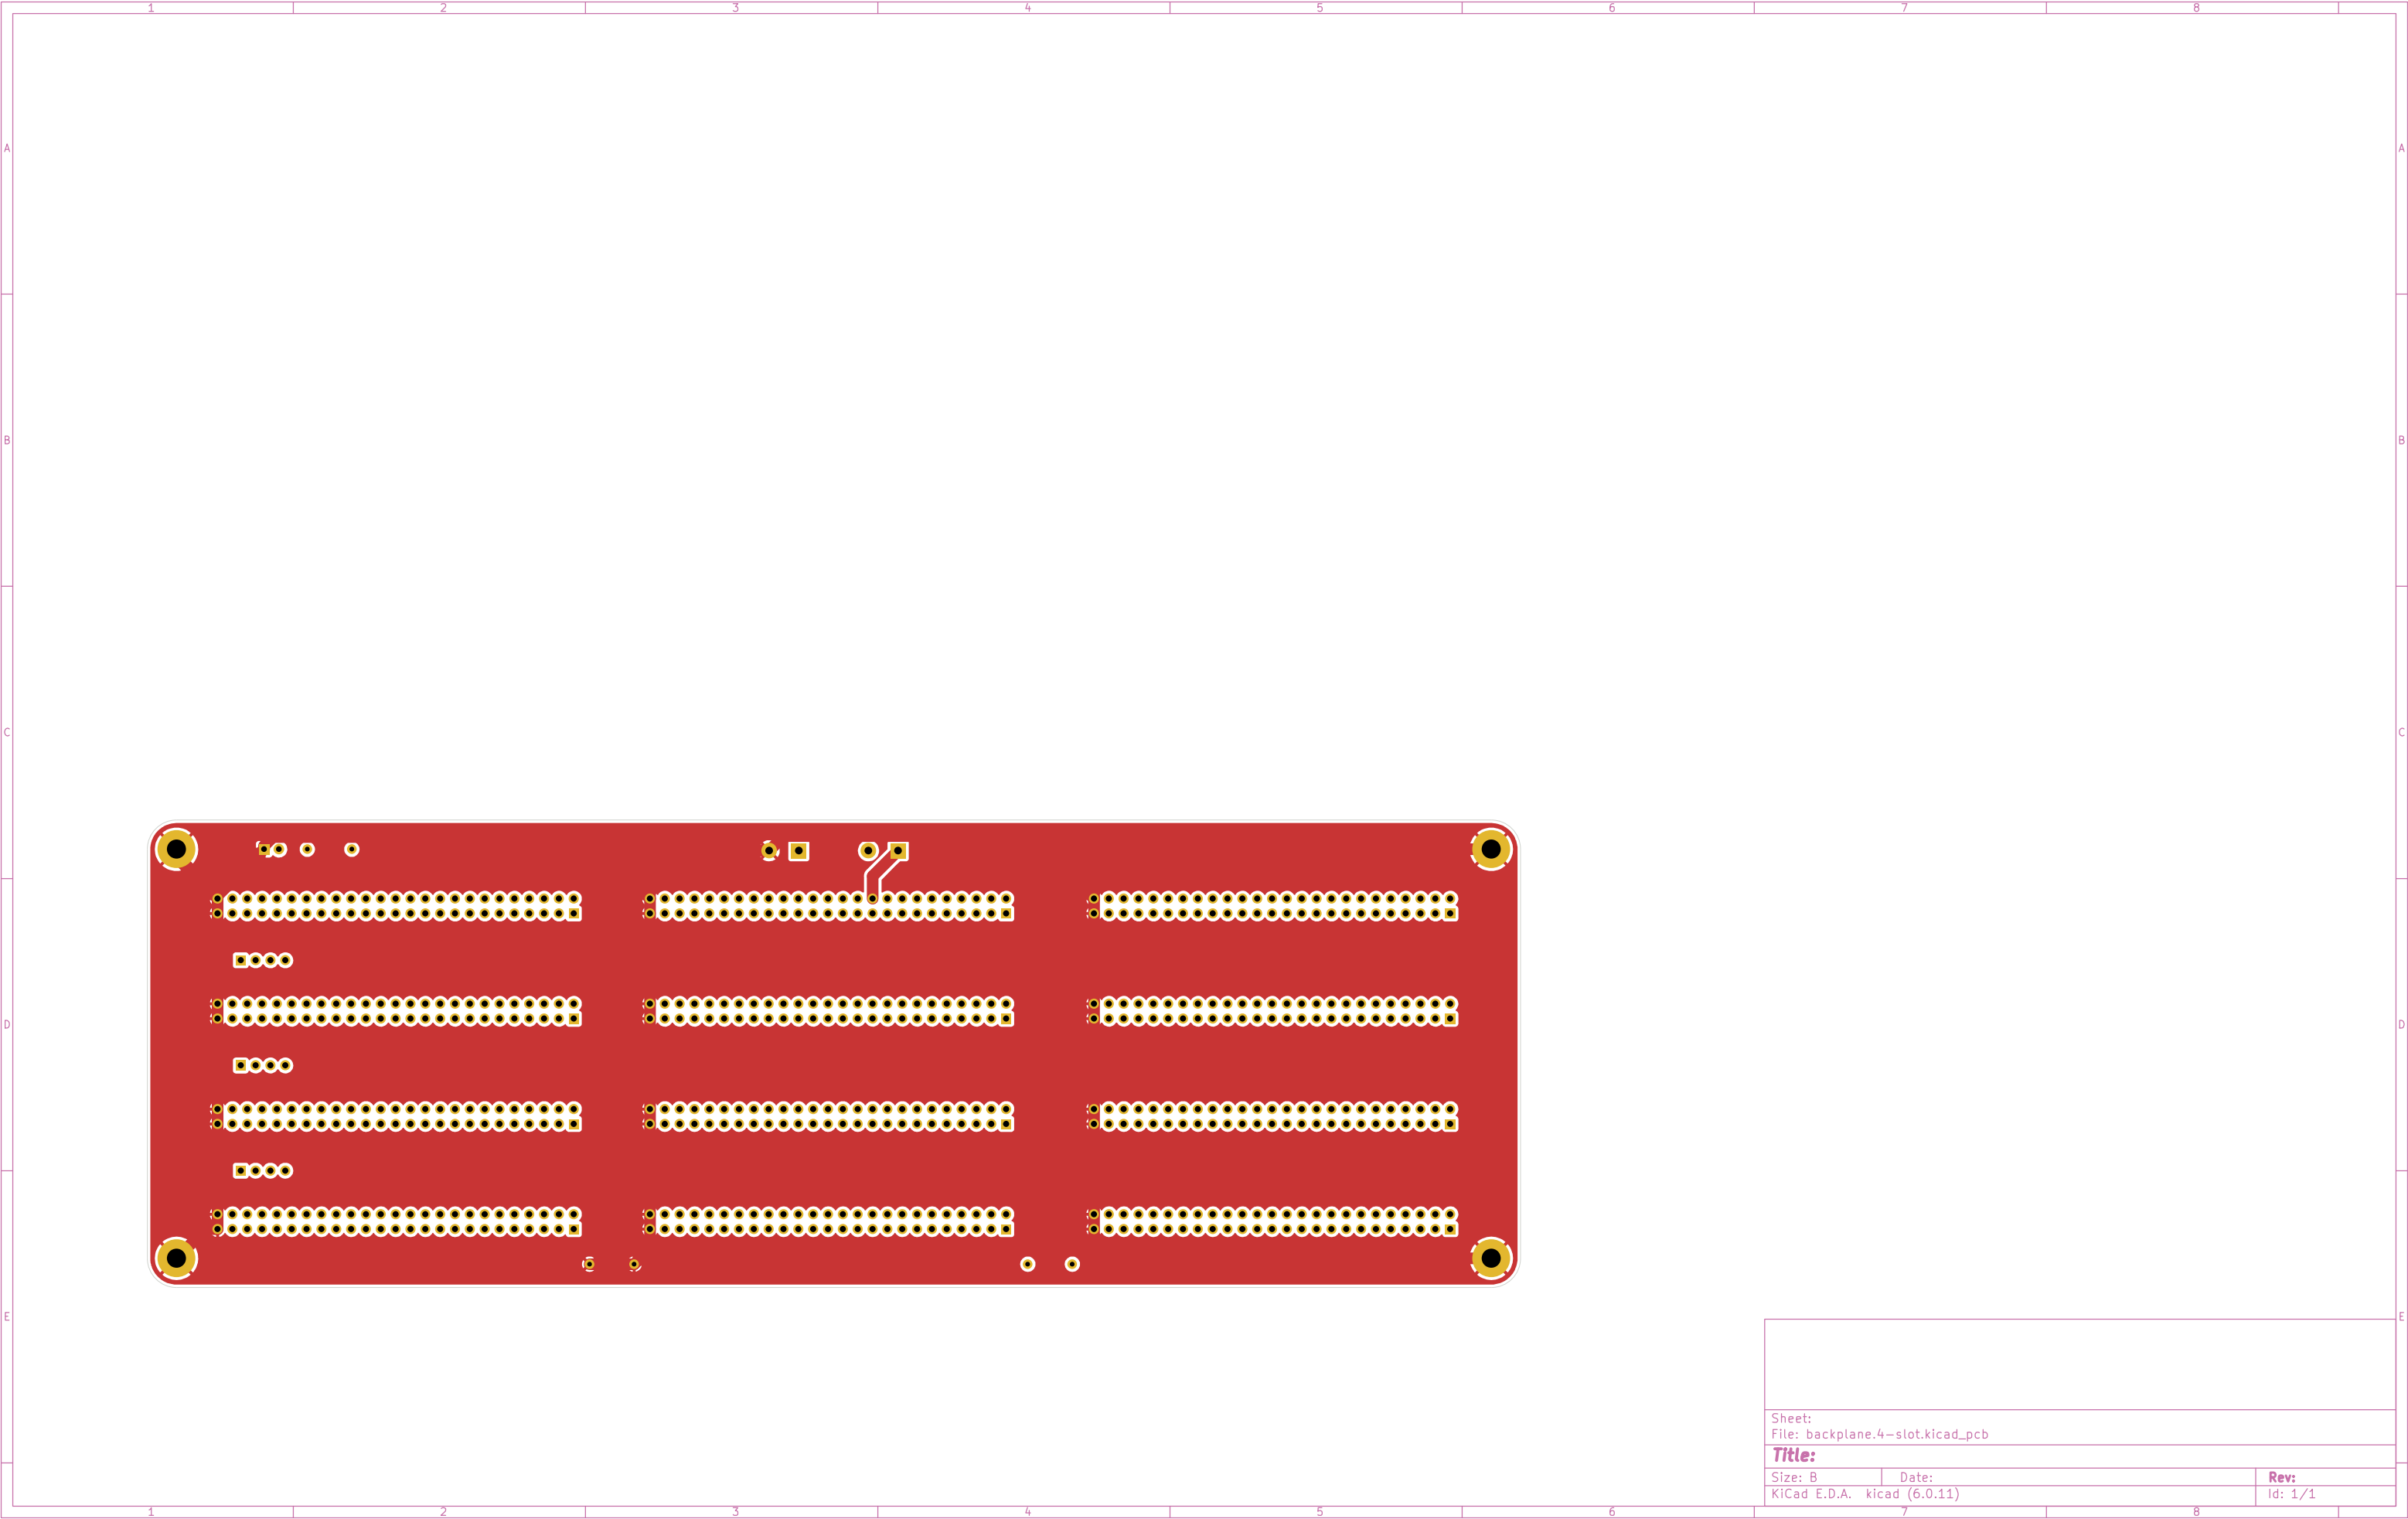 1 2 3 4 5 6 7 8
A A
B B
C C
D D
E E
Sheet:
File: backplane.4-slot.kicad_pcb
Title:
Size: B Date: Rev:
KiCad E.D.A. kicad (6.0.11) Id: 1/1
1 2 3 4 5 6 7 8